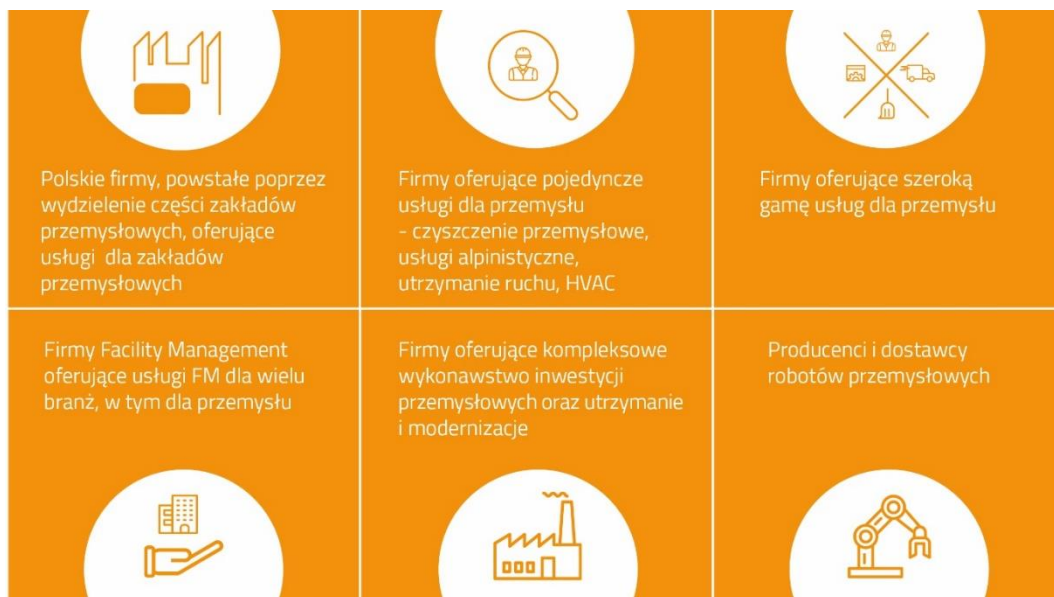 Polskie firmy, powstałe poprzez
wydzielenie części zakładów
przemysłowych, oferujące
usługi dla zakładów
przemysłowych
Firmy oferujące pojedyncze
usługi dla przemysłu
- czyszczenie przemysłowe,
usługi alpinistyczne,
utrzymanie ruchu, HVAC
Firmy oferujące szeroką
gamę usług dla przemysłu
Firmy Facility Management
oferujące usługi FM dla wielu
branż, w tym dla przemysłu
Firmy oferujące kompleksowe
wykonawstwo inwestycji
przemysłowych oraz utrzymanie
i modernizacje
Producenci i dostawcy
robotów przemysłowych